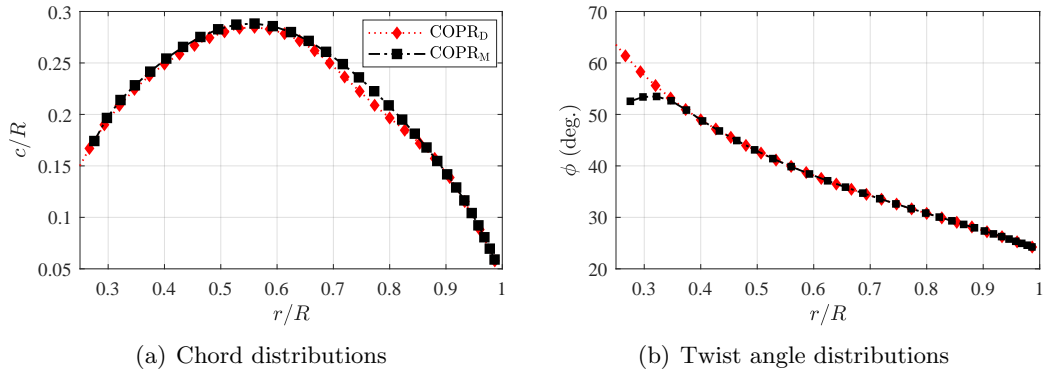 0.3
0.25
0.2
0.15
0.1
0.05
c/R
0.3 0.4 0.5 0.6 0.7 0.8 0.9 1
r/R
COPR_D
COPR_M
(a) Chord distributions
70
60
50
40
30
20
ϕ (deg.)
0.3 0.4 0.5 0.6 0.7 0.8 0.9 1
r/R
(b) Twist angle distributions